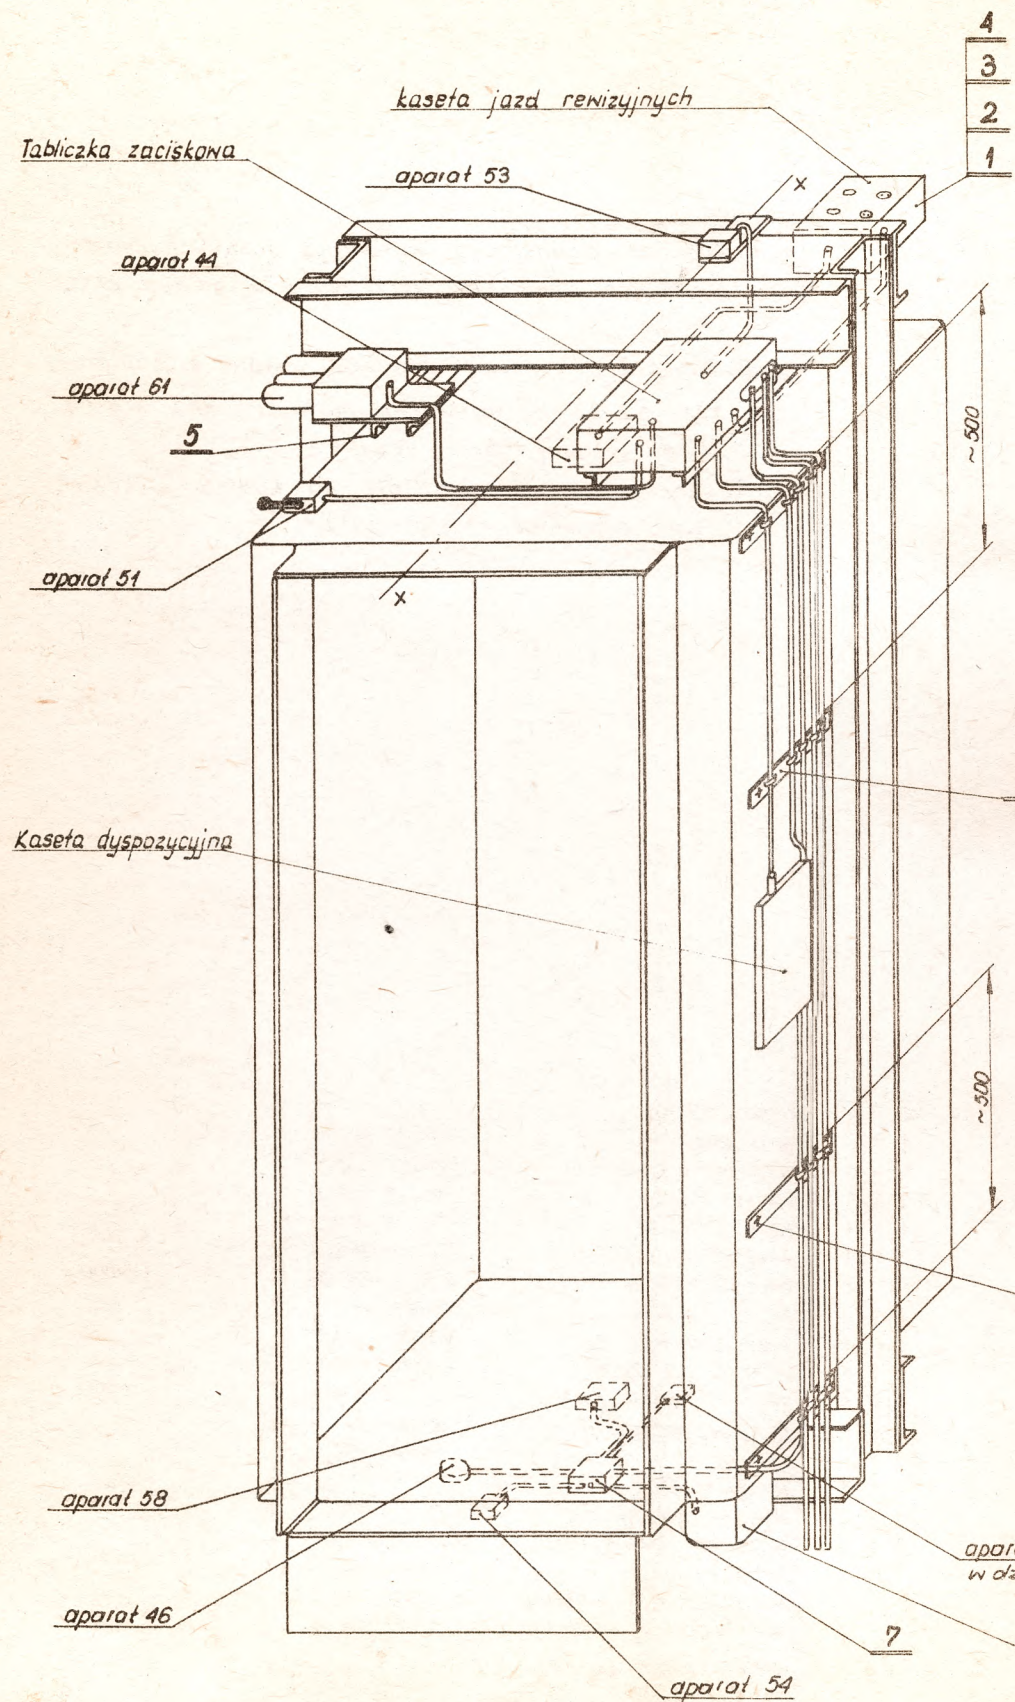 4
3
2
1
kaseta jazd rewizyjnych
Tabliczka zaciskowa
aparat 53
x
aparat 44
aparat 61
5
~500
aparat 51
x
Kaseta dyspozycyjna
~500
aparat 58
aparat 46
7
aparat 54
w